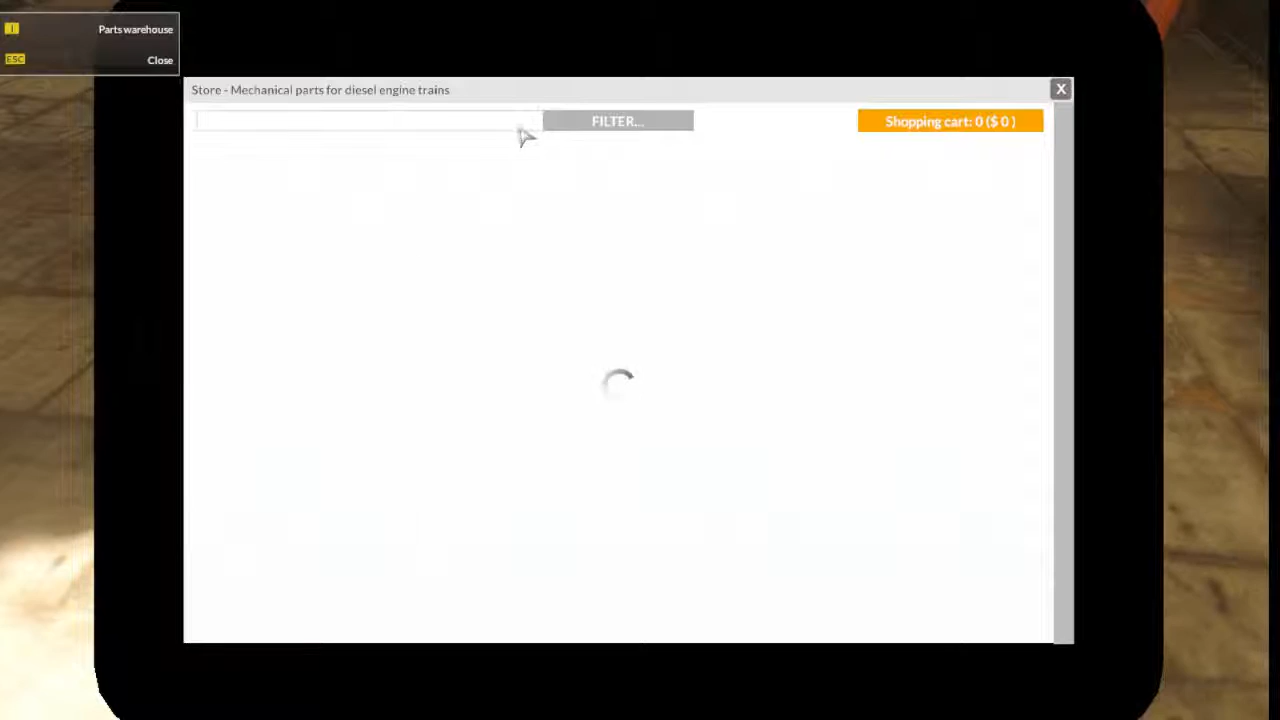 I Parts warehouse
ESC Close
Store - Mechanical parts for diesel engine trains X
FILTER... Shopping cart: 0 ($ 0 )